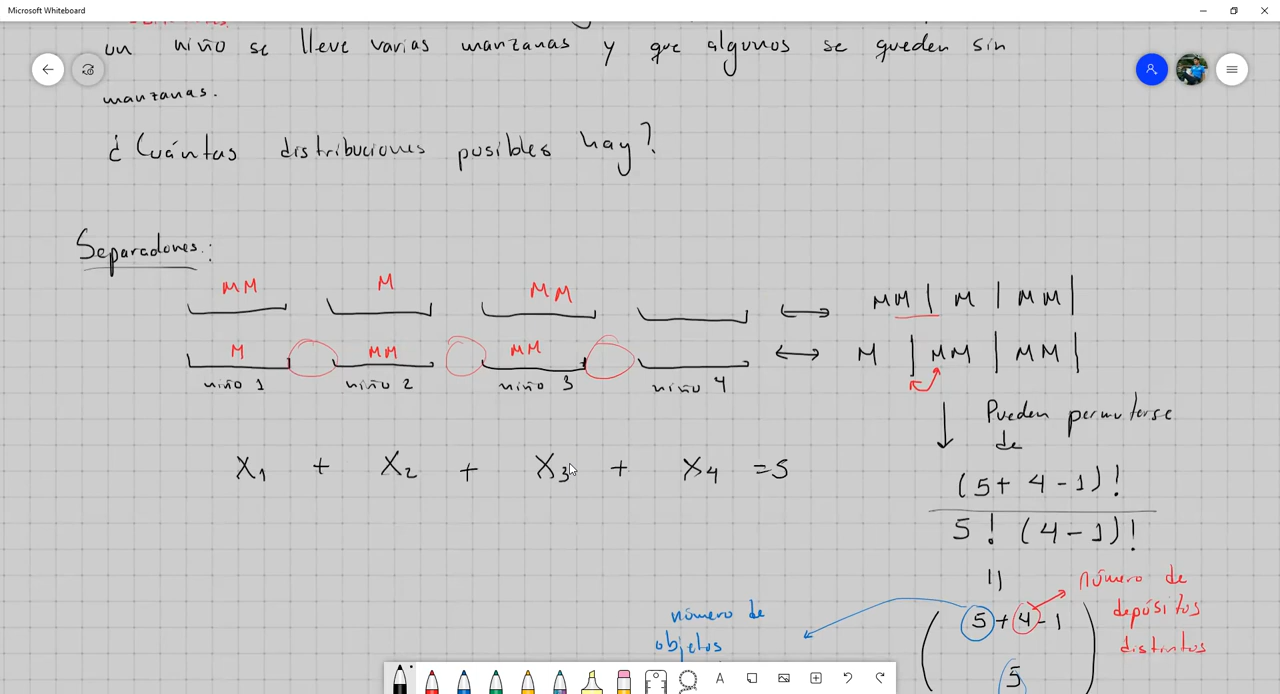 Microsoft Whiteboard
un niño se lleve varias manzanas y que algunos se queden sin
manzanas.
¿Cuántas distribuciones posibles hay?
Separadores:
MM M MM ↔ MM | M | MM |
M MM MM ↔ M | MM | MM |
niño 1 niño 2 niño 3 niño 4
Pueden permutarse
de
X1 + X2 + X3 + X4 = 5
(5+4-1)!
5! (4-1)!
número de
depósitos
distintos
número de
objetos
5+4-1
5